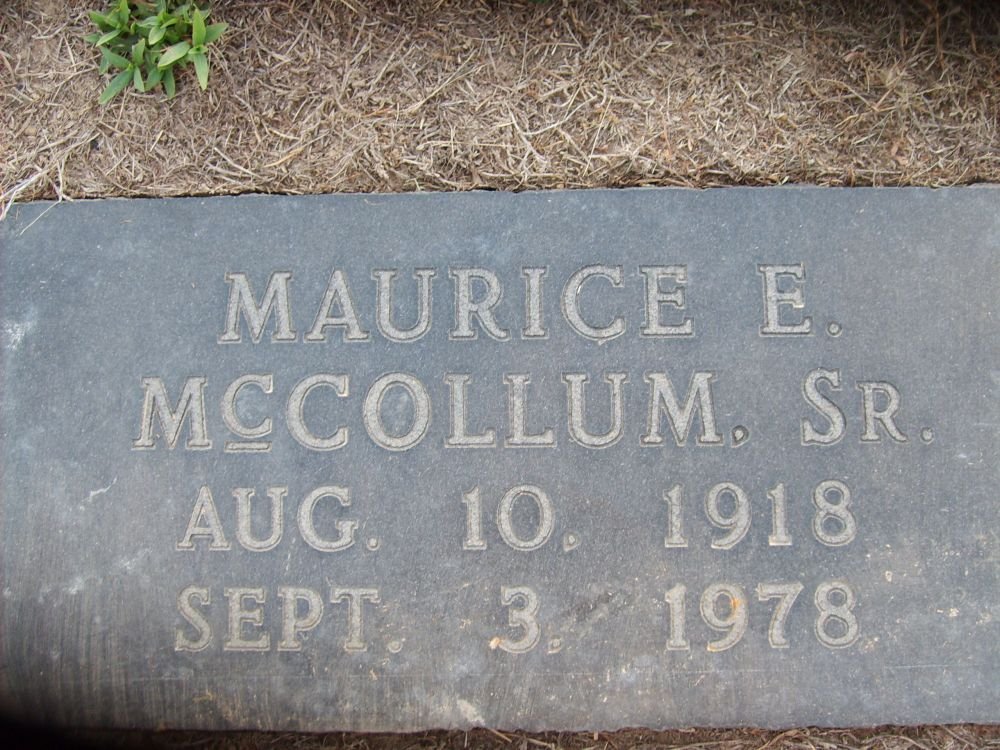 MAURICE E.
MCCOLLUM, SR.
AUG. 10. 1918
SEPT. 3. 1978